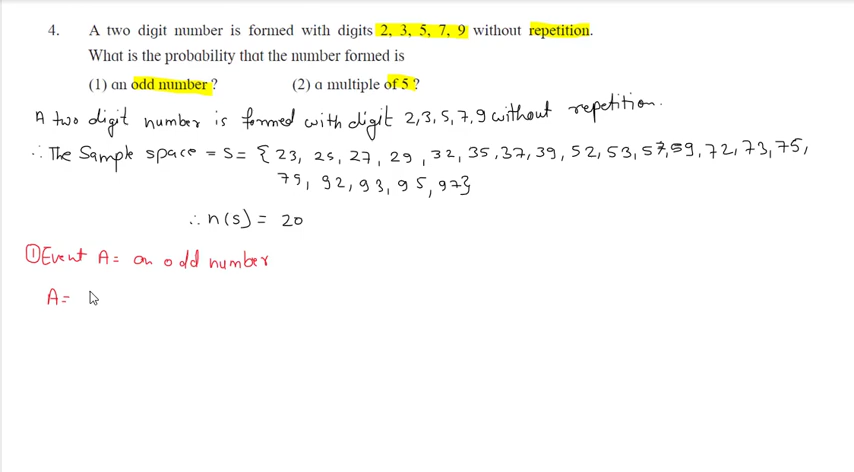 4. A two digit number is formed with digits 2, 3, 5, 7, 9 without repetition.
What is the probability that the number formed is
(1) an odd number ? (2) a multiple of 5 ?
A two digit number is formed with digit 2,3,5,7,9 without repetition.
∴ The Sample space = S = { 23, 25, 27, 29, 32, 35, 37, 39, 52, 53, 57, 59, 72, 73, 75,
79, 92, 93, 95, 97}
∴ n(s) = 20
① Event A = an odd number
A =